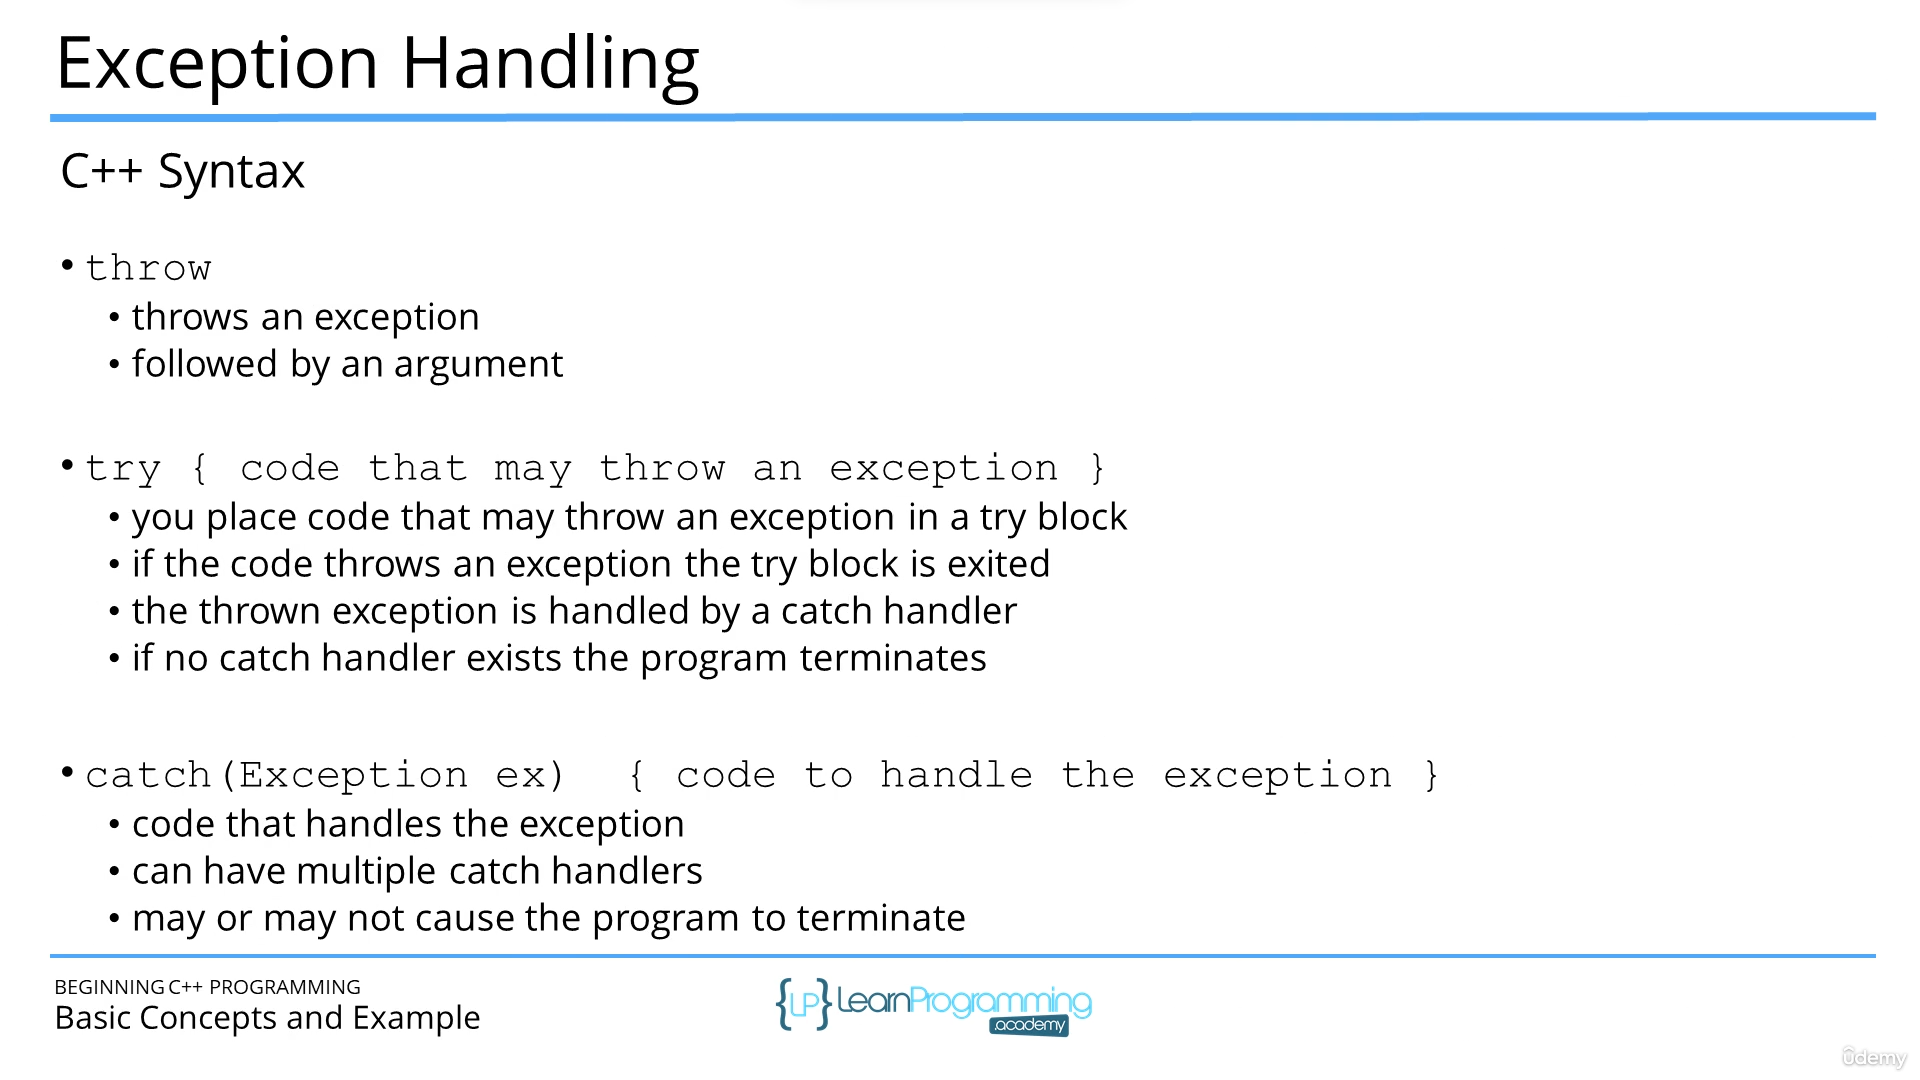 Exception Handling
C++ Syntax
• throw
• throws an exception
• followed by an argument
• try { code that may throw an exception }
• you place code that may throw an exception in a try block
• if the code throws an exception the try block is exited
• the thrown exception is handled by a catch handler
• if no catch handler exists the program terminates
• catch(Exception ex)  { code to handle the exception }
• code that handles the exception
• can have multiple catch handlers
• may or may not cause the program to terminate
BEGINNING C++ PROGRAMMING
Basic Concepts and Example
{LP} LearnProgramming
academy
ûdemy